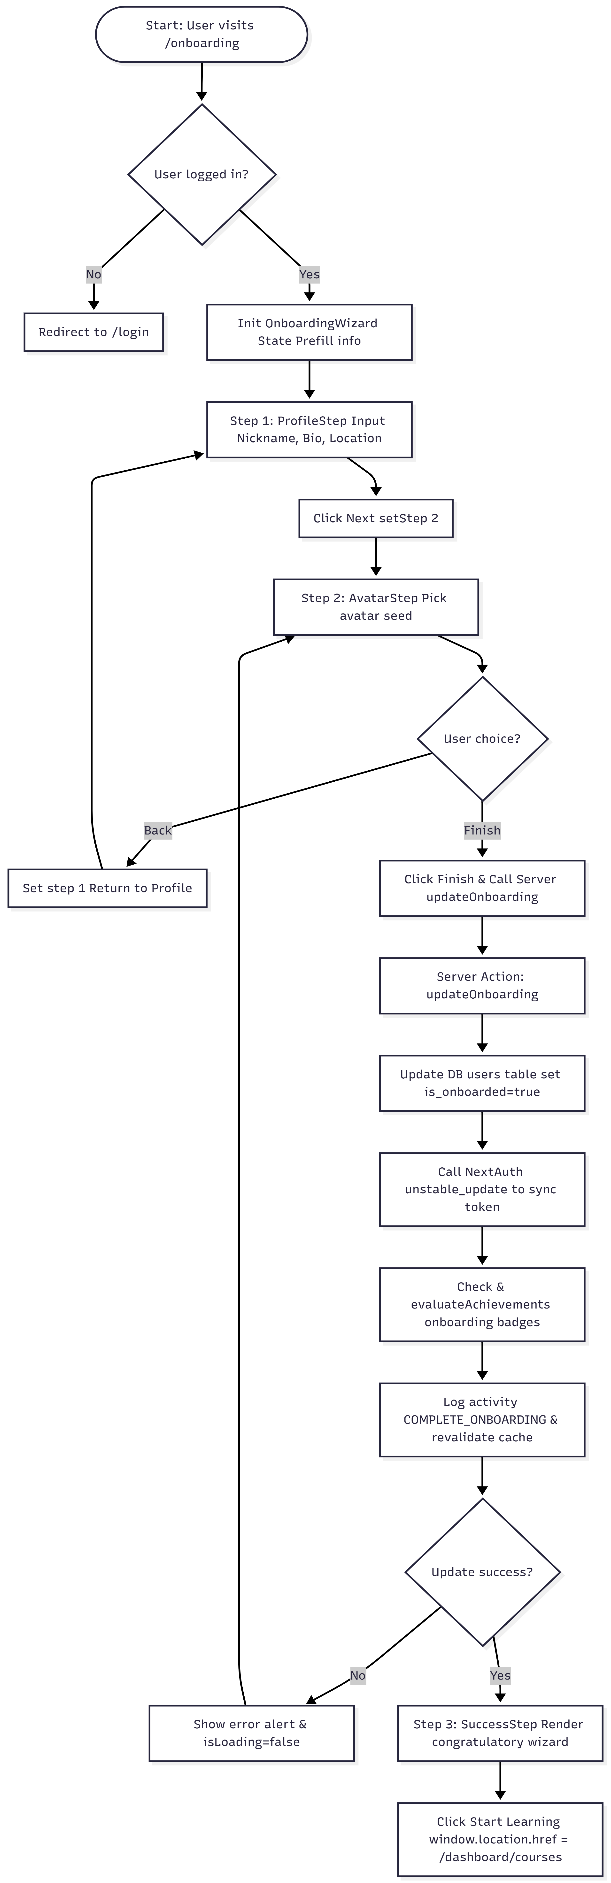 Start: User visits
/onboarding
User logged in?
No
Yes
Redirect to /login
Init OnboardingWizard
State Prefill info
Step 1: ProfileStep Input
Nickname, Bio, Location
Click Next setStep 2
Step 2: AvatarStep Pick
avatar seed
User choice?
Back
Finish
Set step 1 Return to Profile
Click Finish & Call Server
updateOnboarding
Server Action:
updateOnboarding
Update DB users table set
is_onboarded=true
Call NextAuth
unstable_update to sync
token
Check &
evaluateAchievements
onboarding badges
Log activity
COMPLETE_ONBOARDING &
revalidate cache
Update success?
No
Yes
Show error alert &
isLoading=false
Step 3: SuccessStep Render
congratulatory wizard
Click Start Learning
window.location.href =
/dashboard/courses